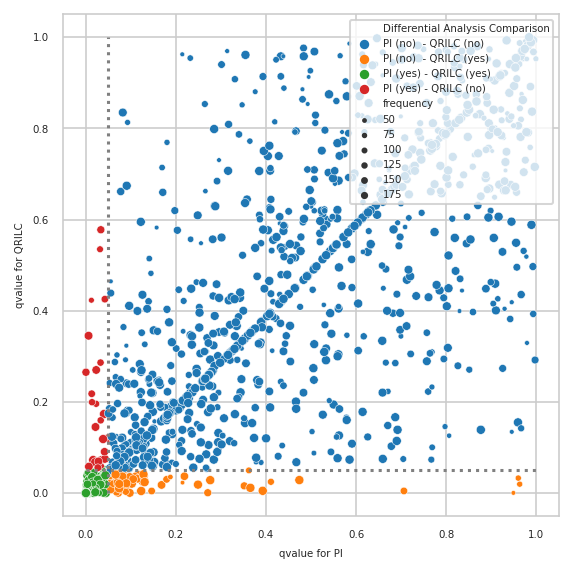 Differential Analysis Comparison
PI (no) - QRILC (no)
PI (no) - QRILC (yes)
PI (yes) - QRILC (yes)
PI (yes) - QRILC (no)
frequency
50
75
100
125
150
175
1.0
0.8
0.6
0.4
0.2
0.0
qvalue for QRILC
0.0 0.2 0.4 0.6 0.8 1.0
qvalue for PI